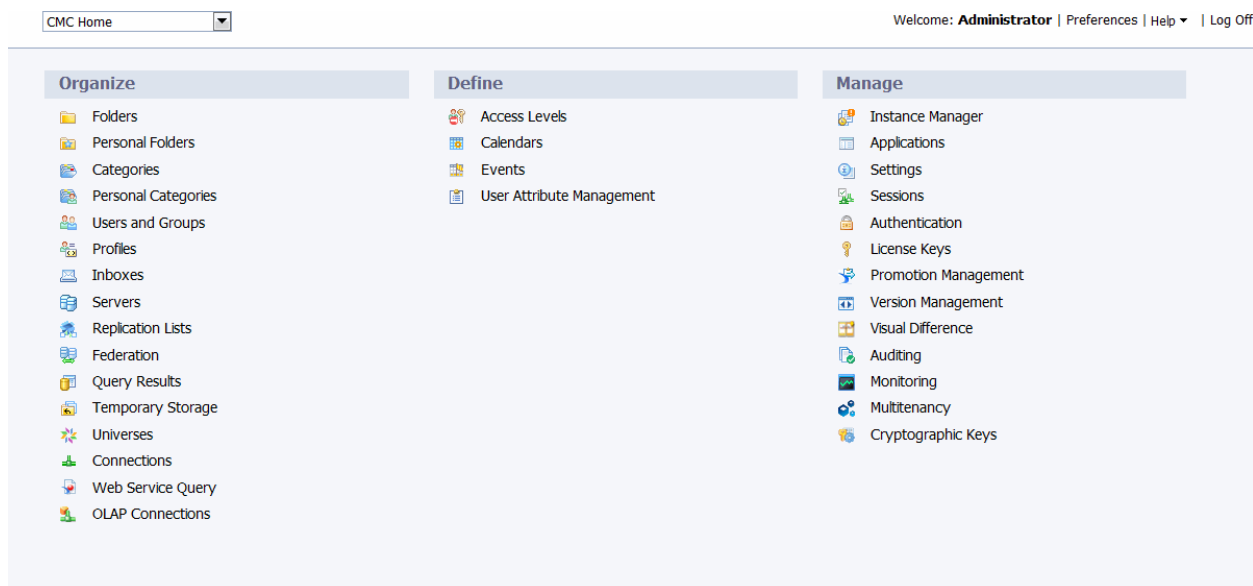 CMC Home
Welcome: Administrator | Preferences | Help | Log Off
Organize
Folders
Personal Folders
Categories
Personal Categories
Users and Groups
Profiles
Inboxes
Servers
Replication Lists
Federation
Query Results
Temporary Storage
Universes
Connections
Web Service Query
OLAP Connections
Define
Access Levels
Calendars
Events
User Attribute Management
Manage
Instance Manager
Applications
Settings
Sessions
Authentication
License Keys
Promotion Management
Version Management
Visual Difference
Auditing
Monitoring
Multitenancy
Cryptographic Keys